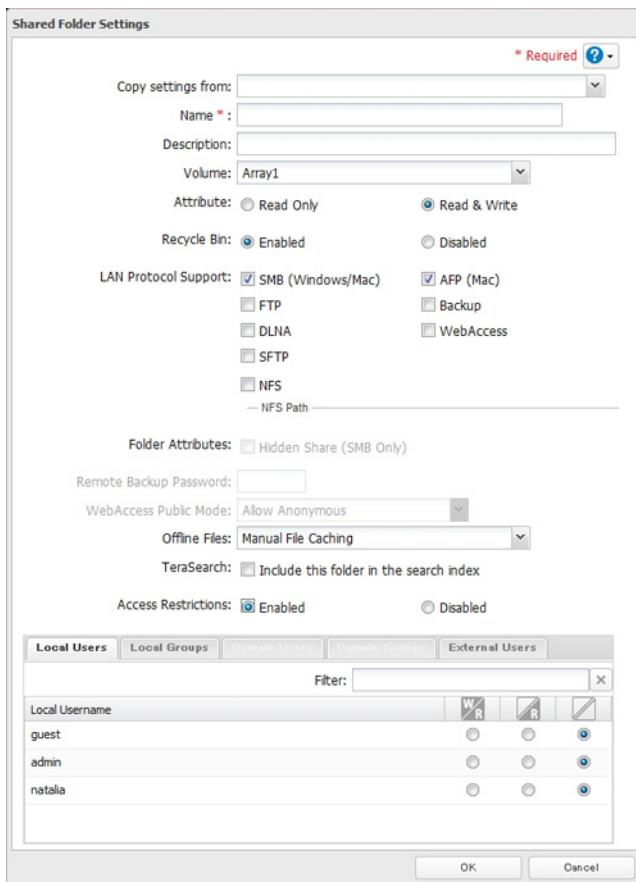 Shared Folder Settings
* Required
Copy settings from:
Name * :
Description:
Volume: Array1
Attribute: Read Only Read & Write
Recycle Bin: Enabled Disabled
LAN Protocol Support: SMB (Windows/Mac) AFP (Mac)
FTP Backup
DLNA WebAccess
SFTP
NFS
NFS Path
Folder Attributes: Hidden Share (SMB Only)
Remote Backup Password:
WebAccess Public Mode: Allow Anonymous
Offline Files: Manual File Caching
TeraSearch: Include this folder in the search index
Access Restrictions: Enabled Disabled
Local Users Local Groups Domain Users Domain Groups External Users
Filter:
Local Username W/R R
guest
admin
natalia
OK Cancel